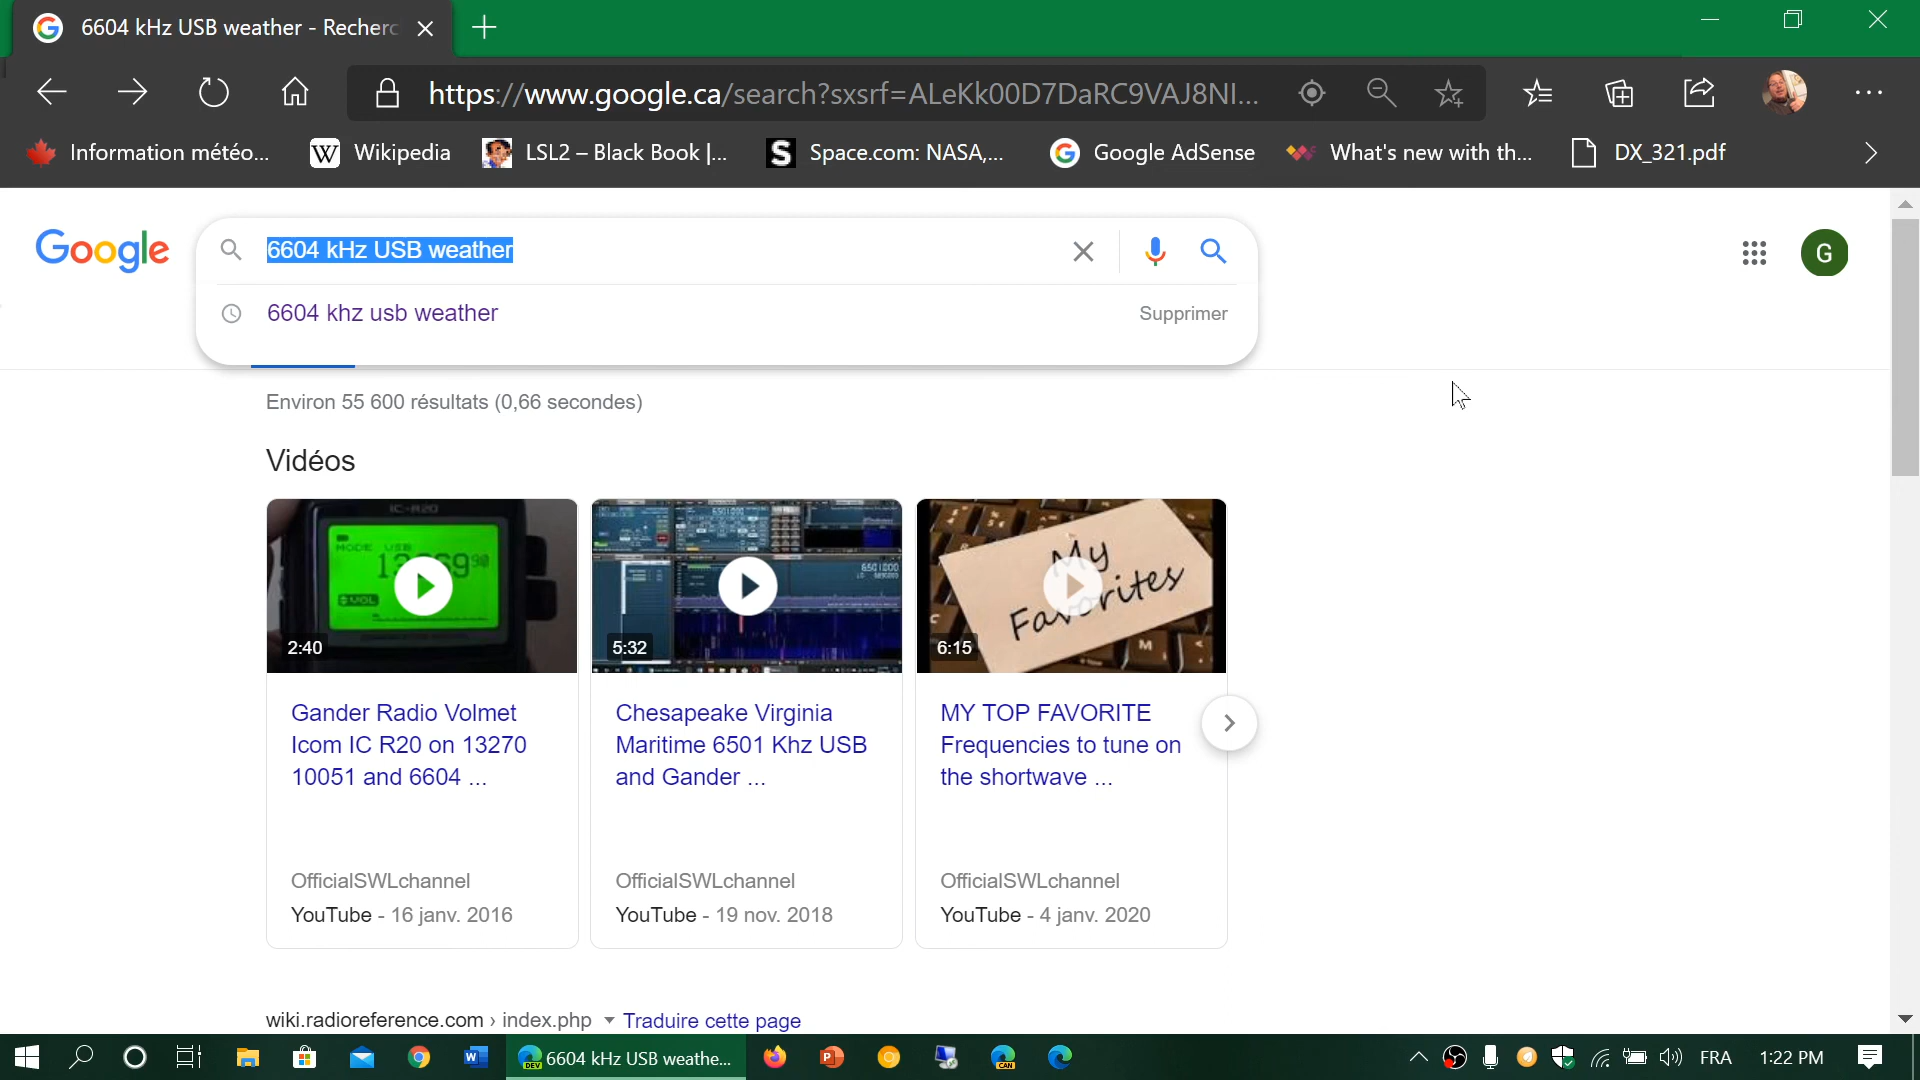 6604 kHz USB weather - Recherc
https://www.google.ca/search?sxsrf=ALeKk00D7DaRC9VAJ8NI...
Information météo... Wikipedia LSL2 – Black Book |... Space.com: NASA,... Google AdSense What's new with th... DX_321.pdf
Google 6604 kHz USB weather G
6604 khz usb weather Supprimer
Environ 55 600 résultats (0,66 secondes)
Vidéos
IC-R20
MODE USB
VOL
2:40
5:32
My
Favorites
6:15
Gander Radio Volmet
Icom IC R20 on 13270
10051 and 6604 ...
OfficialSWLchannel
YouTube - 16 janv. 2016
Chesapeake Virginia
Maritime 6501 Khz USB
and Gander ...
OfficialSWLchannel
YouTube - 19 nov. 2018
MY TOP FAVORITE
Frequencies to tune on
the shortwave ...
OfficialSWLchannel
YouTube - 4 janv. 2020
wiki.radioreference.com › index.php Traduire cette page
6604 kHz USB weathe... FRA 1:22 PM